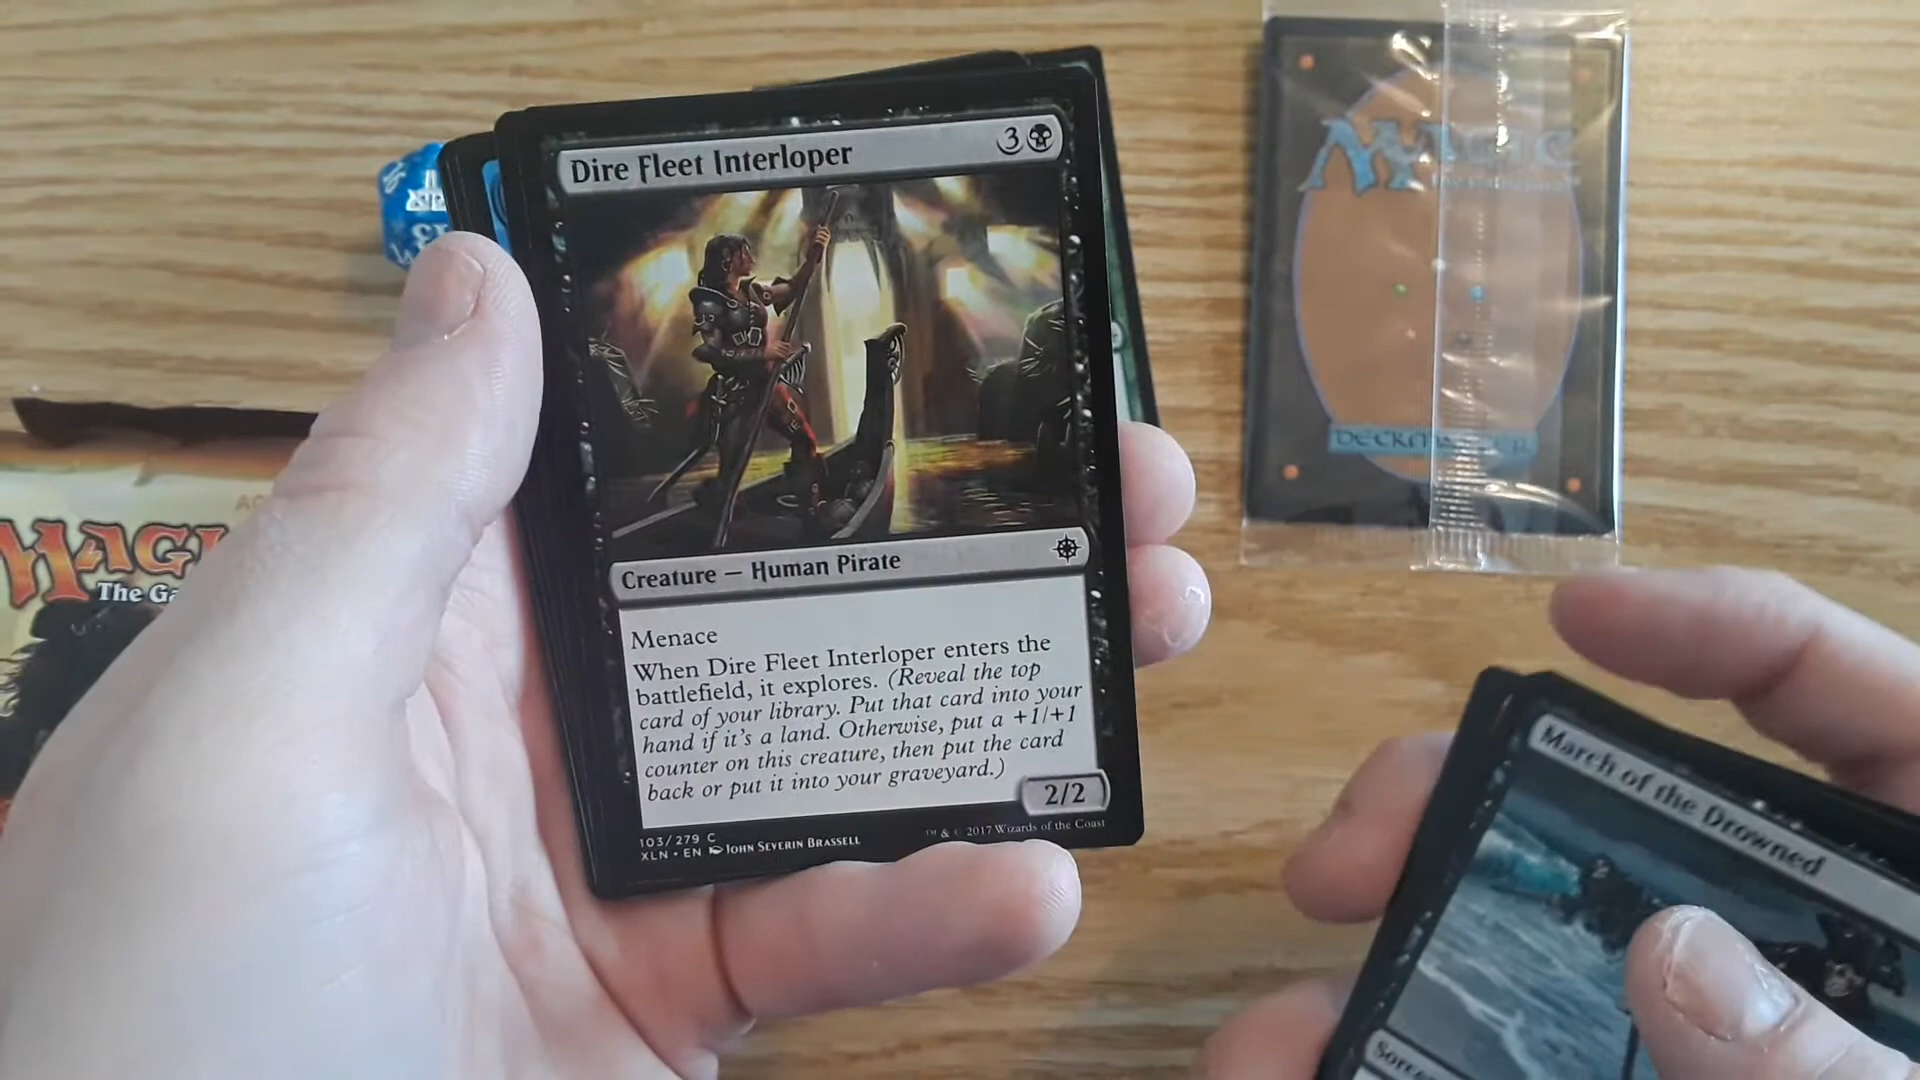 Dire Fleet Interloper
3
Creature — Human Pirate
Menace
When Dire Fleet Interloper enters the
battlefield, it explores. (Reveal the top
card of your library. Put that card into your
hand if it's a land. Otherwise, put a +1/+1
counter on this creature, then put the card
back or put it into your graveyard.)
2/2
103/279 C
XLN • EN John Severin Brassell
™ & © 2017 Wizards of the Coast
Magic
DECKMASTER
March of the Drowned
13
The